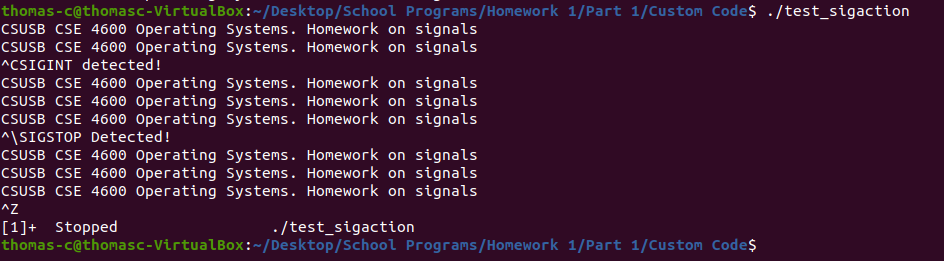 thomas-c@thomasc-VirtualBox:~/Desktop/School Programs/Homework 1/Part 1/Custom Code$ ./test_sigaction
CSUSB CSE 4600 Operating Systems. Homework on signals
CSUSB CSE 4600 Operating Systems. Homework on signals
^CSIGINT detected!
CSUSB CSE 4600 Operating Systems. Homework on signals
CSUSB CSE 4600 Operating Systems. Homework on signals
CSUSB CSE 4600 Operating Systems. Homework on signals
^\SIGSTOP Detected!
CSUSB CSE 4600 Operating Systems. Homework on signals
CSUSB CSE 4600 Operating Systems. Homework on signals
CSUSB CSE 4600 Operating Systems. Homework on signals
^Z
[1]+  Stopped                 ./test_sigaction
thomas-c@thomasc-VirtualBox:~/Desktop/School Programs/Homework 1/Part 1/Custom Code$